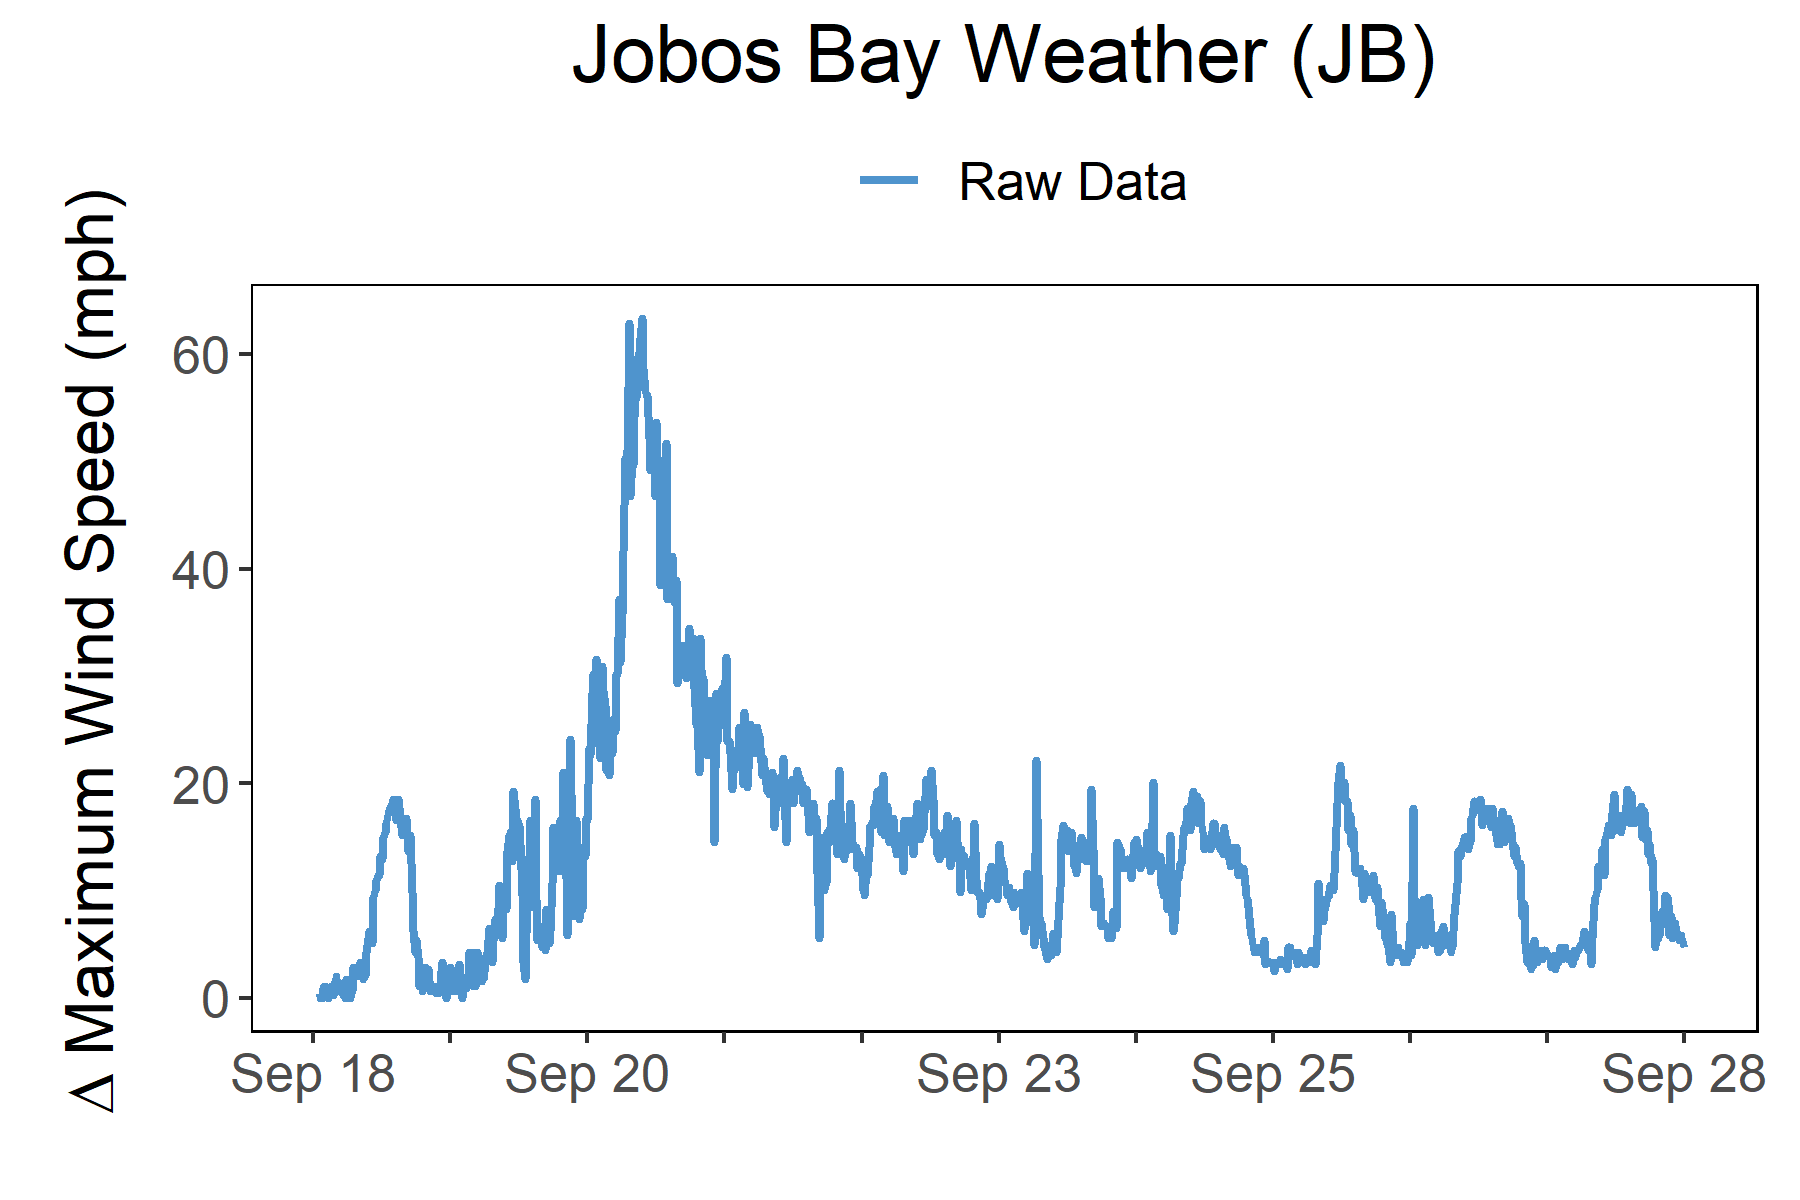 Jobos Bay Weather (JB)
Raw Data
Δ Maximum Wind Speed (mph)
60
40
20
0
Sep 18 Sep 20 Sep 23 Sep 25 Sep 28